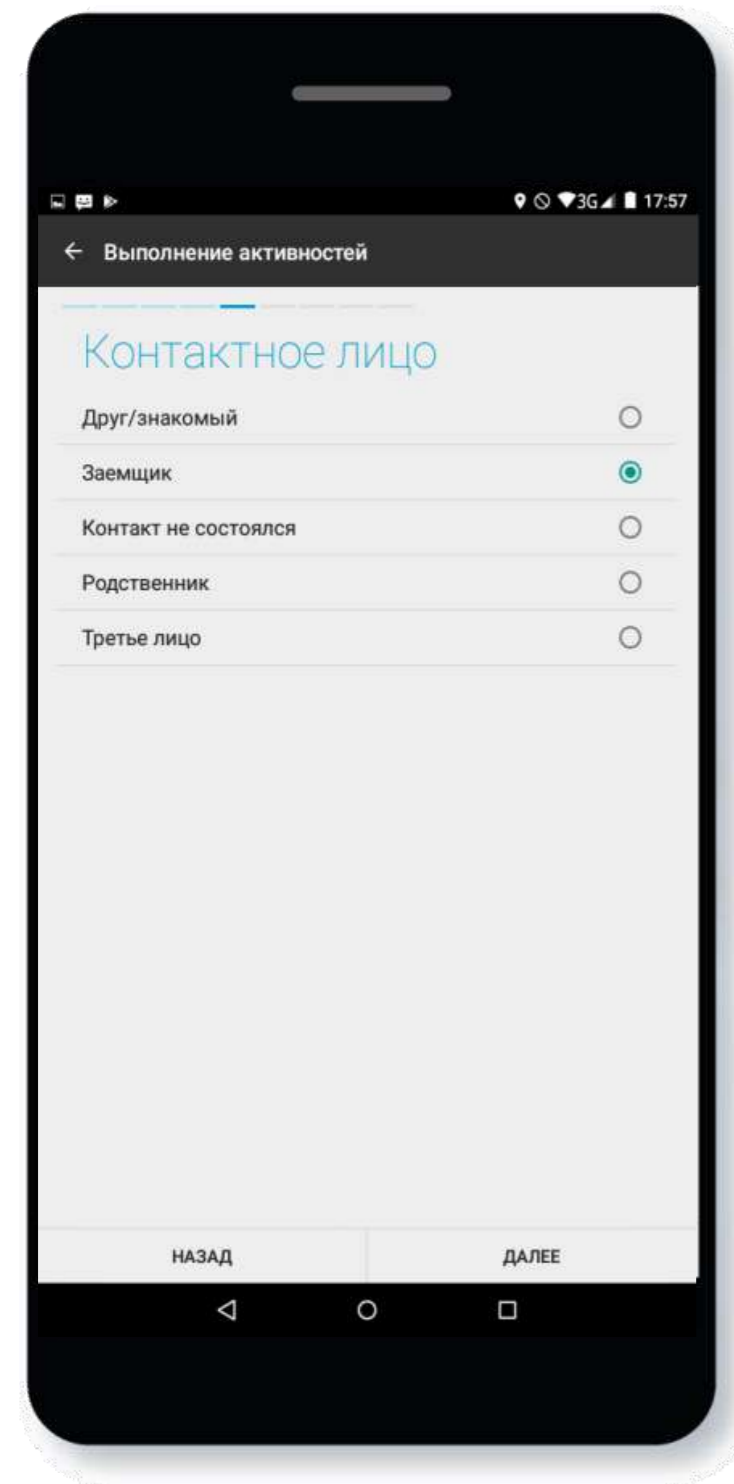 3G 17:57
Выполнение активностей
Контактное лицо
Друг/знакомый
Заемщик
Контакт не состоялся
Родственник
Третье лицо
НАЗАД ДАЛЕЕ